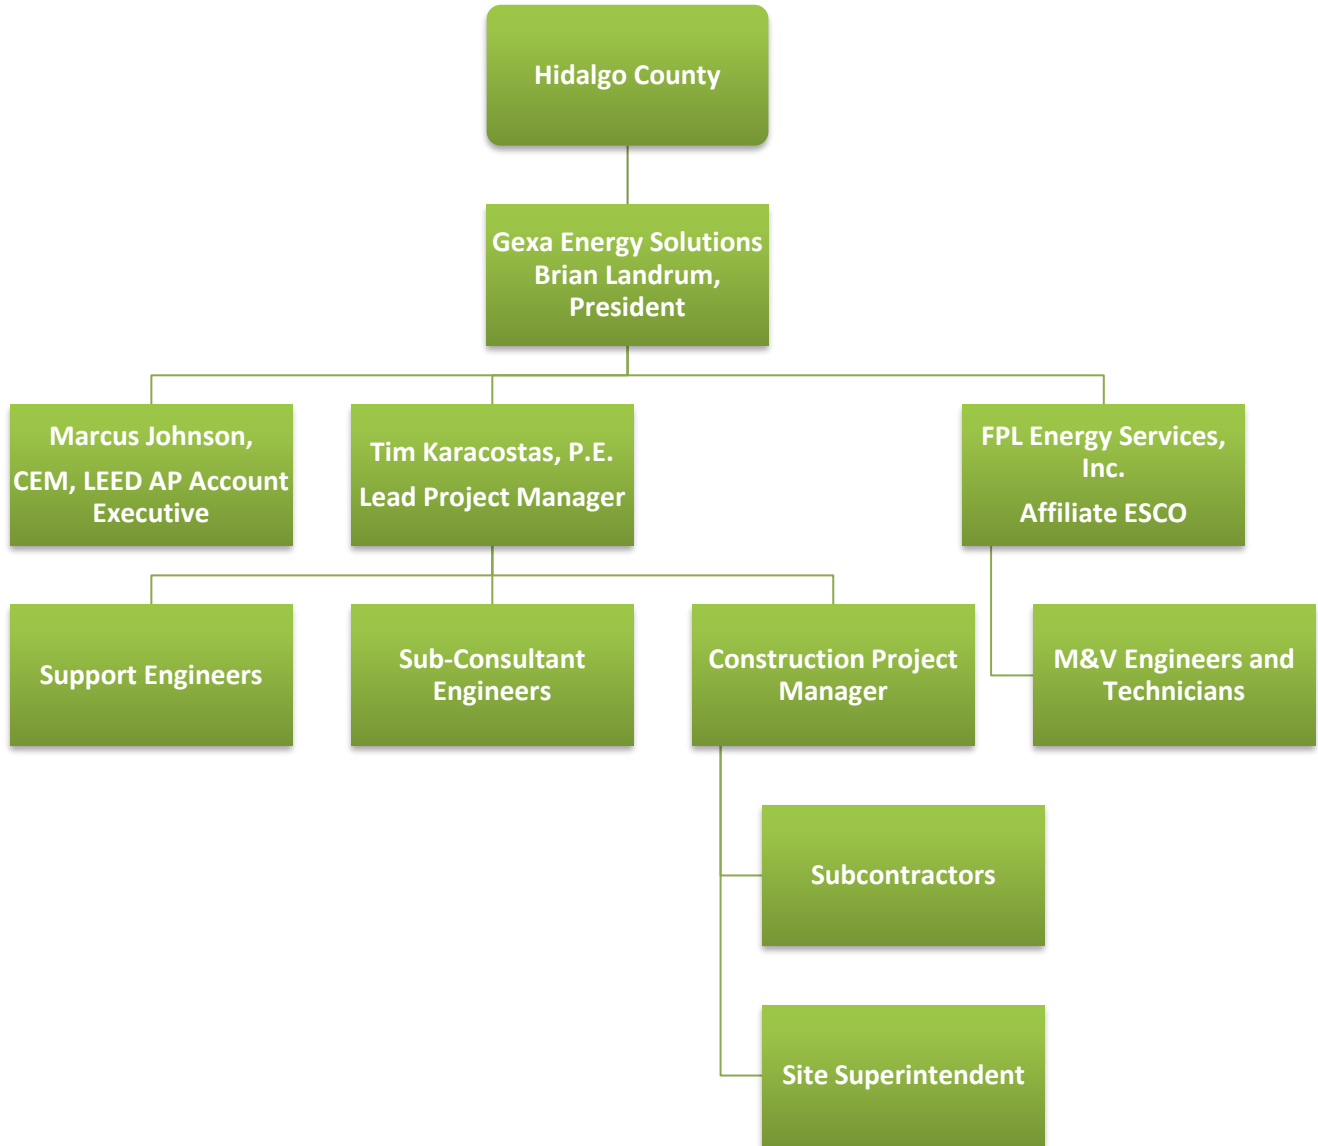 Hidalgo County
Gexa Energy Solutions
Brian Landrum,
President
Marcus Johnson,
CEM, LEED AP Account
Executive
Tim Karacostas, P.E.
Lead Project Manager
FPL Energy Services,
Inc.
Affiliate ESCO
Support Engineers
Sub-Consultant
Engineers
Construction Project
Manager
M&V Engineers and
Technicians
Subcontractors
Site Superintendent